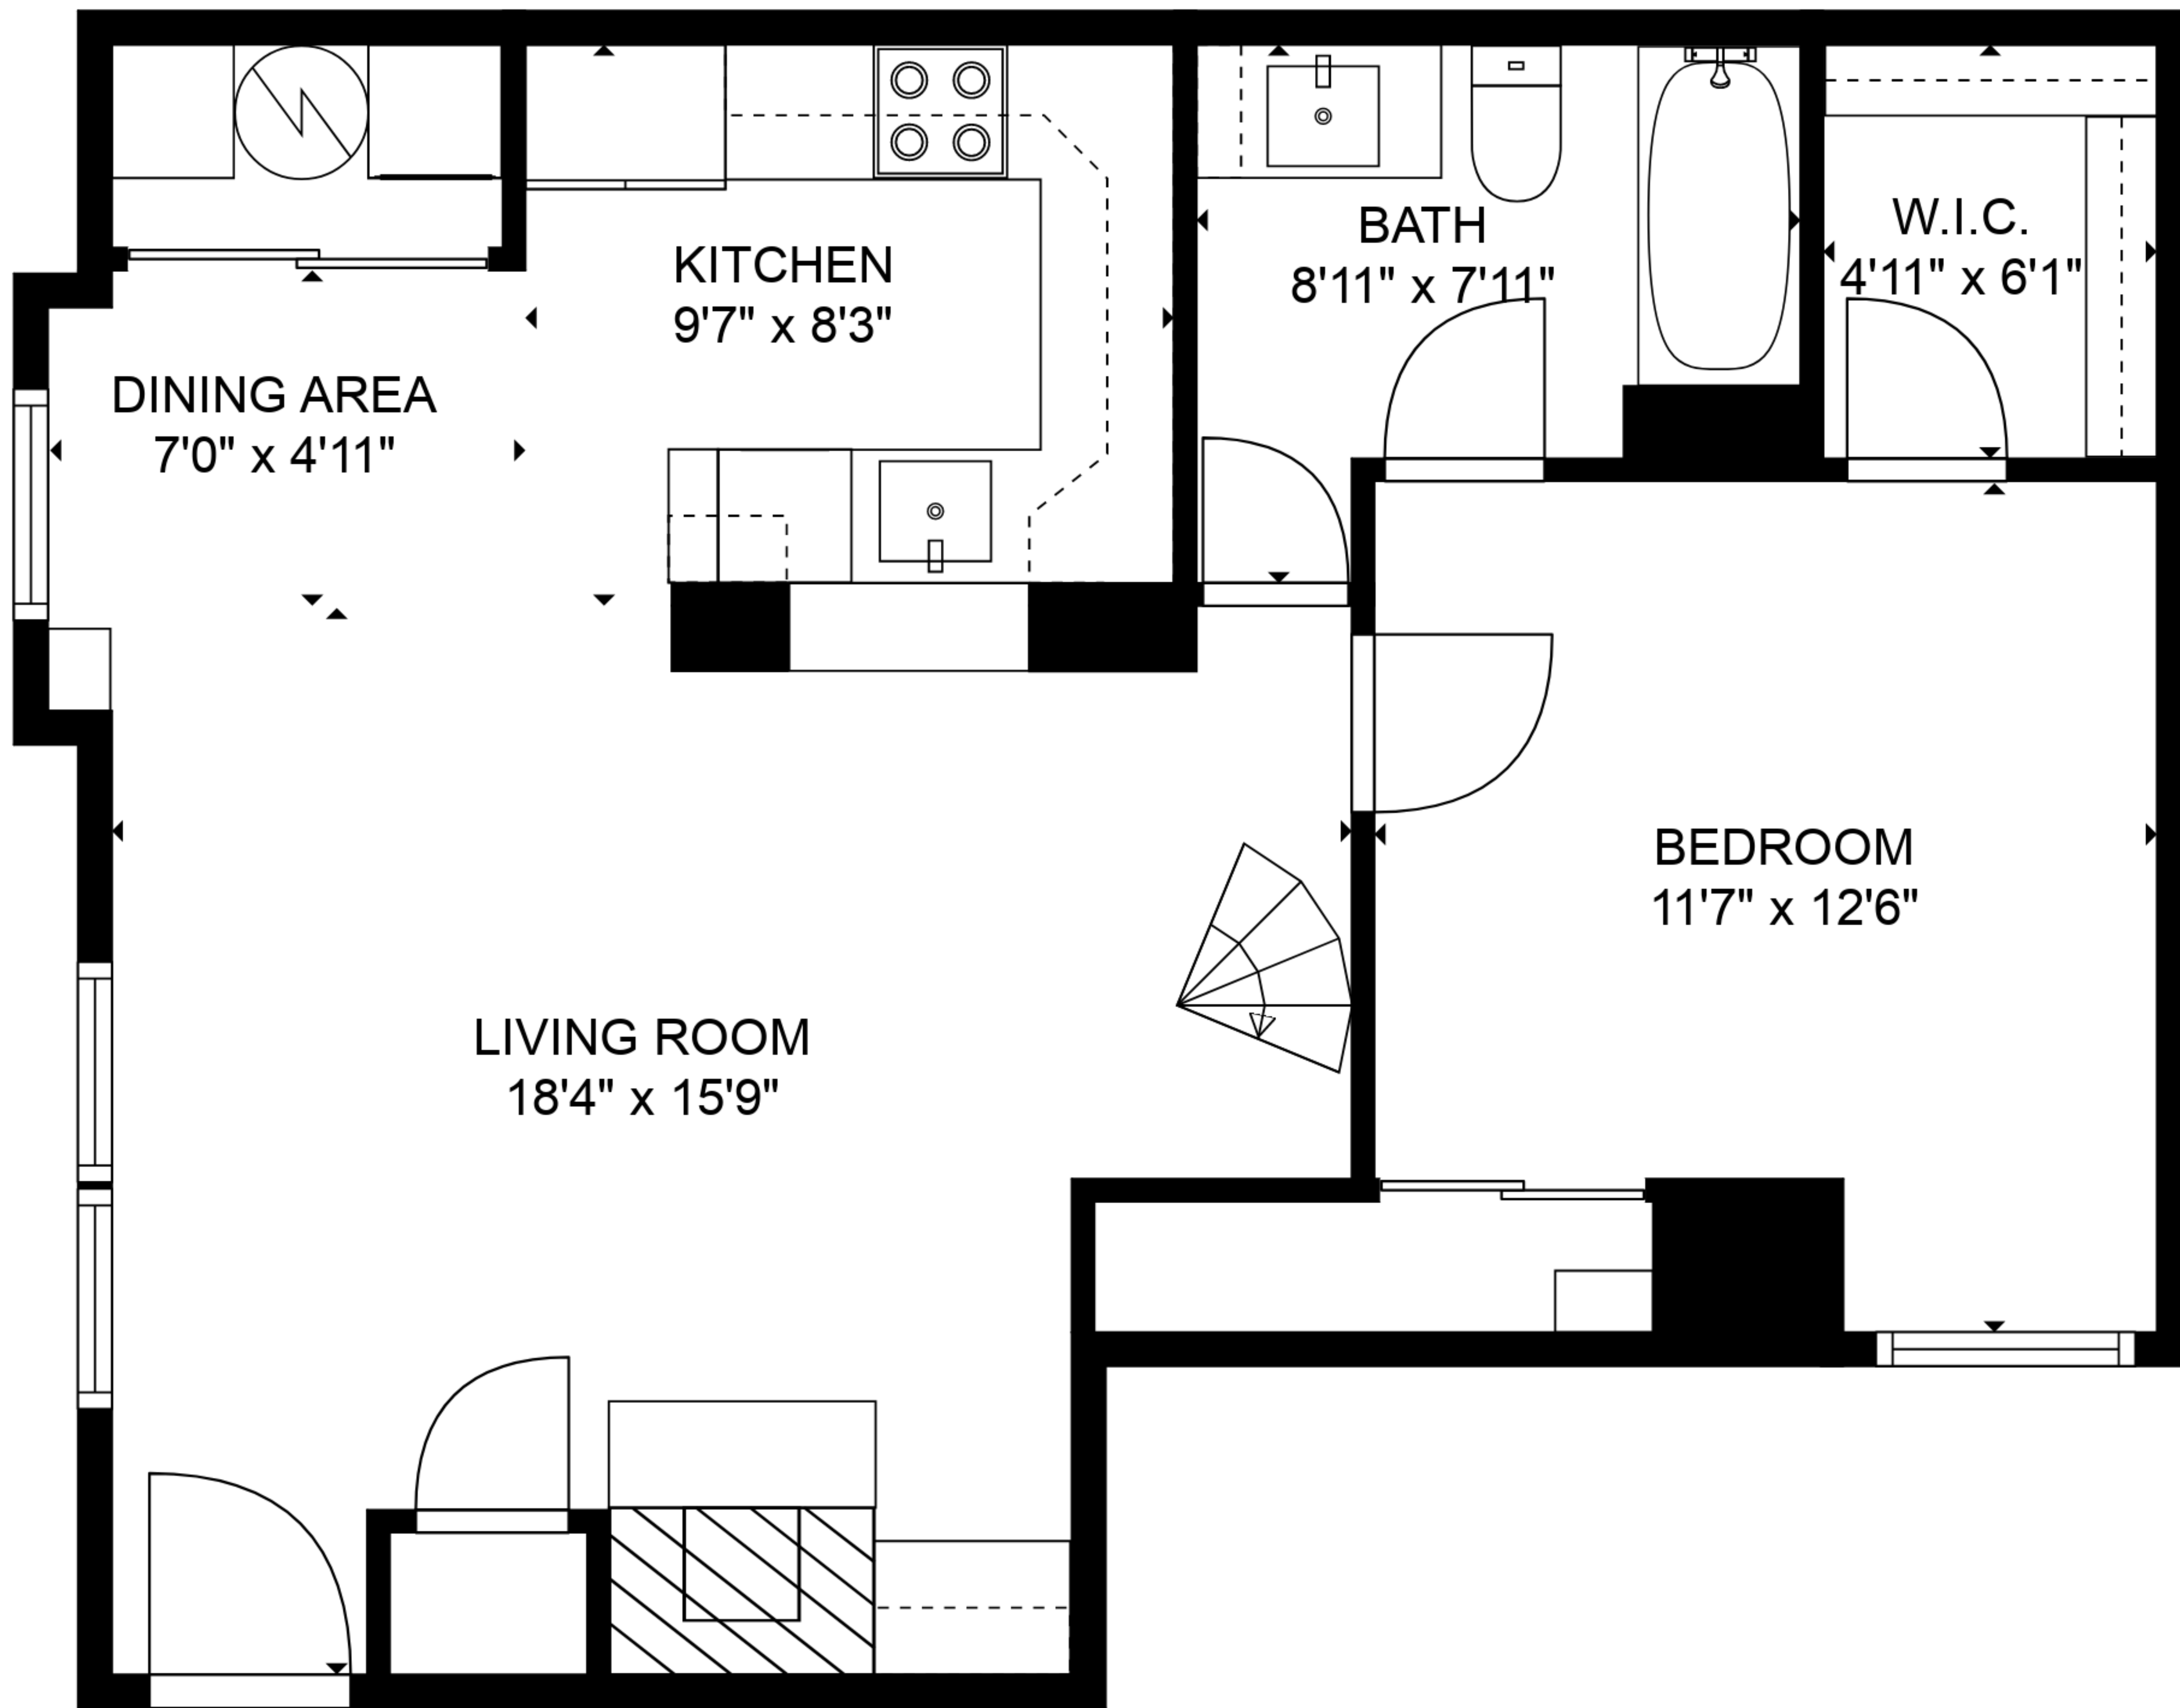 KITCHEN
9'7" x 8'3"
BATH
8'11" x 7'11"
W.I.C.
4'11" x 6'1"
DINING AREA
7'0" x 4'11"
BEDROOM
11'7" x 12'6"
LIVING ROOM
18'4" x 15'9"